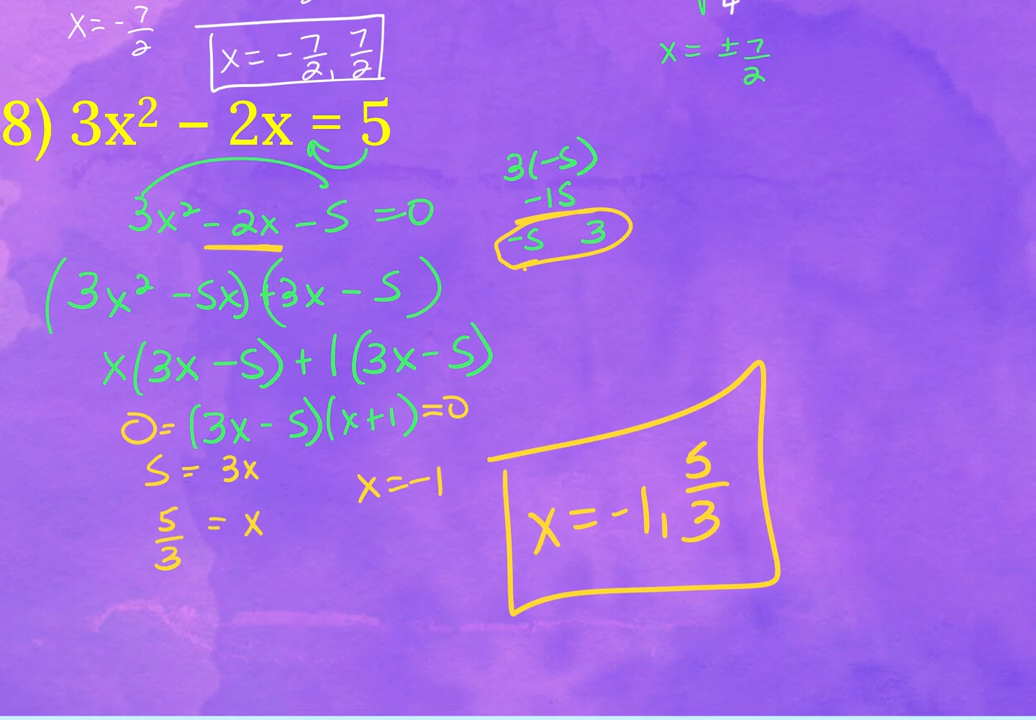 x = -7/2
x = -7/2, 7/2
x = ± 7/2
8) 3x² − 2x = 5
3(-5)
-15
-5 3
3x² - 2x - 5 = 0
(3x² - 5x)(+3x - 5)
x(3x - 5) + 1(3x - 5)
0 = (3x - 5)(x+1) = 0
5 = 3x
x = -1
5/3 = x
x = -1, 5/3